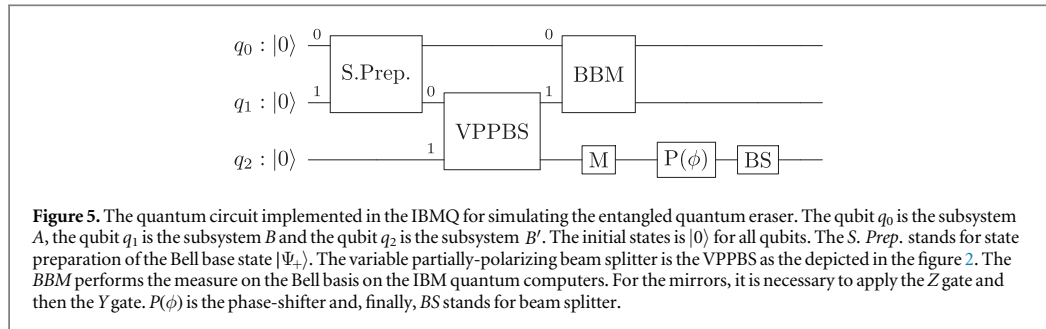 q0 : |0⟩ 0 S.Prep. 0 BBM
q1 : |0⟩ 1 0 VPPBS 1
q2 : |0⟩ 1 M P(ϕ) BS
Figure 5. The quantum circuit implemented in the IBMQ for simulating the entangled quantum eraser. The qubit q0 is the subsystem
A, the qubit q1 is the subsystem B and the qubit q2 is the subsystem B′. The initial states is |0⟩ for all qubits. The S. Prep. stands for state
preparation of the Bell base state |Ψ+⟩. The variable partially-polarizing beam splitter is the VPPBS as the depicted in the figure 2. The
BBM performs the measure on the Bell basis on the IBM quantum computers. For the mirrors, it is necessary to apply the Z gate and
then the Y gate. P(ϕ) is the phase-shifter and, finally, BS stands for beam splitter.